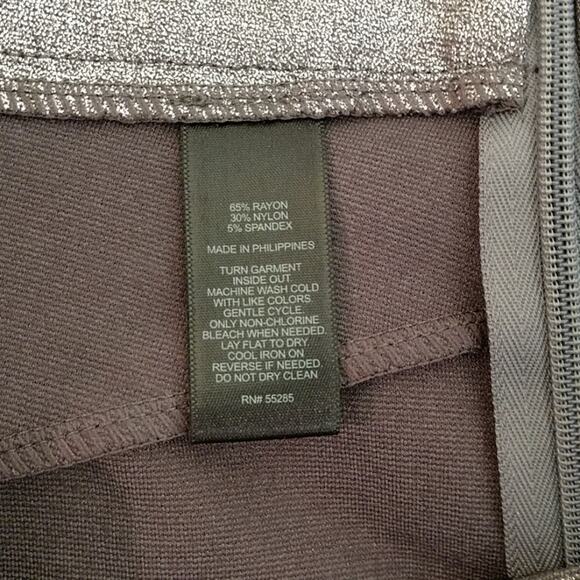 65% RAYON
30% NYLON
5% SPANDEX
MADE IN PHILIPPINES
TURN GARMENT
INSIDE OUT.
MACHINE WASH COLD
WITH LIKE COLORS.
GENTLE CYCLE.
ONLY NON-CHLORINE
BLEACH WHEN NEEDED.
LAY FLAT TO DRY.
COOL IRON ON
REVERSE IF NEEDED.
DO NOT DRY CLEAN
RN# 55285